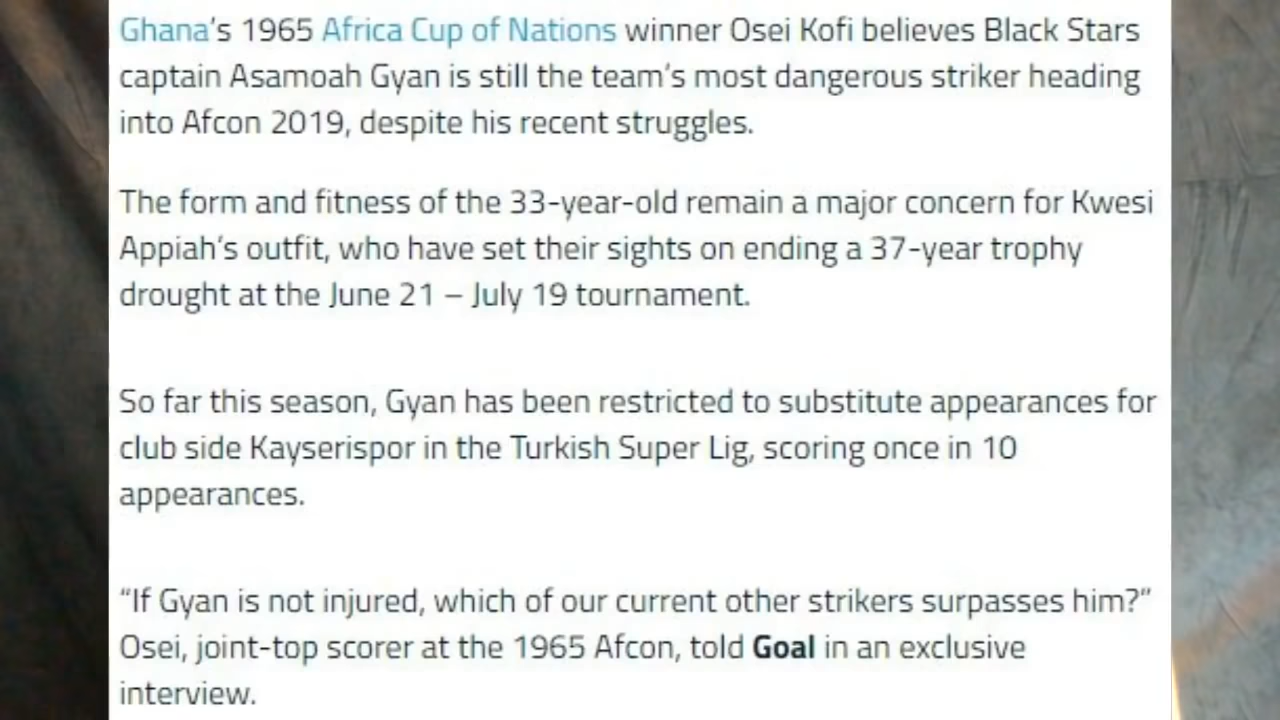 Ghana's 1965 Africa Cup of Nations winner Osei Kofi believes Black Stars
captain Asamoah Gyan is still the team's most dangerous striker heading
into Afcon 2019, despite his recent struggles.
The form and fitness of the 33-year-old remain a major concern for Kwesi
Appiah's outfit, who have set their sights on ending a 37-year trophy
drought at the June 21 – July 19 tournament.
So far this season, Gyan has been restricted to substitute appearances for
club side Kayserispor in the Turkish Super Lig, scoring once in 10
appearances.
“If Gyan is not injured, which of our current other strikers surpasses him?”
Osei, joint-top scorer at the 1965 Afcon, told Goal in an exclusive
interview.